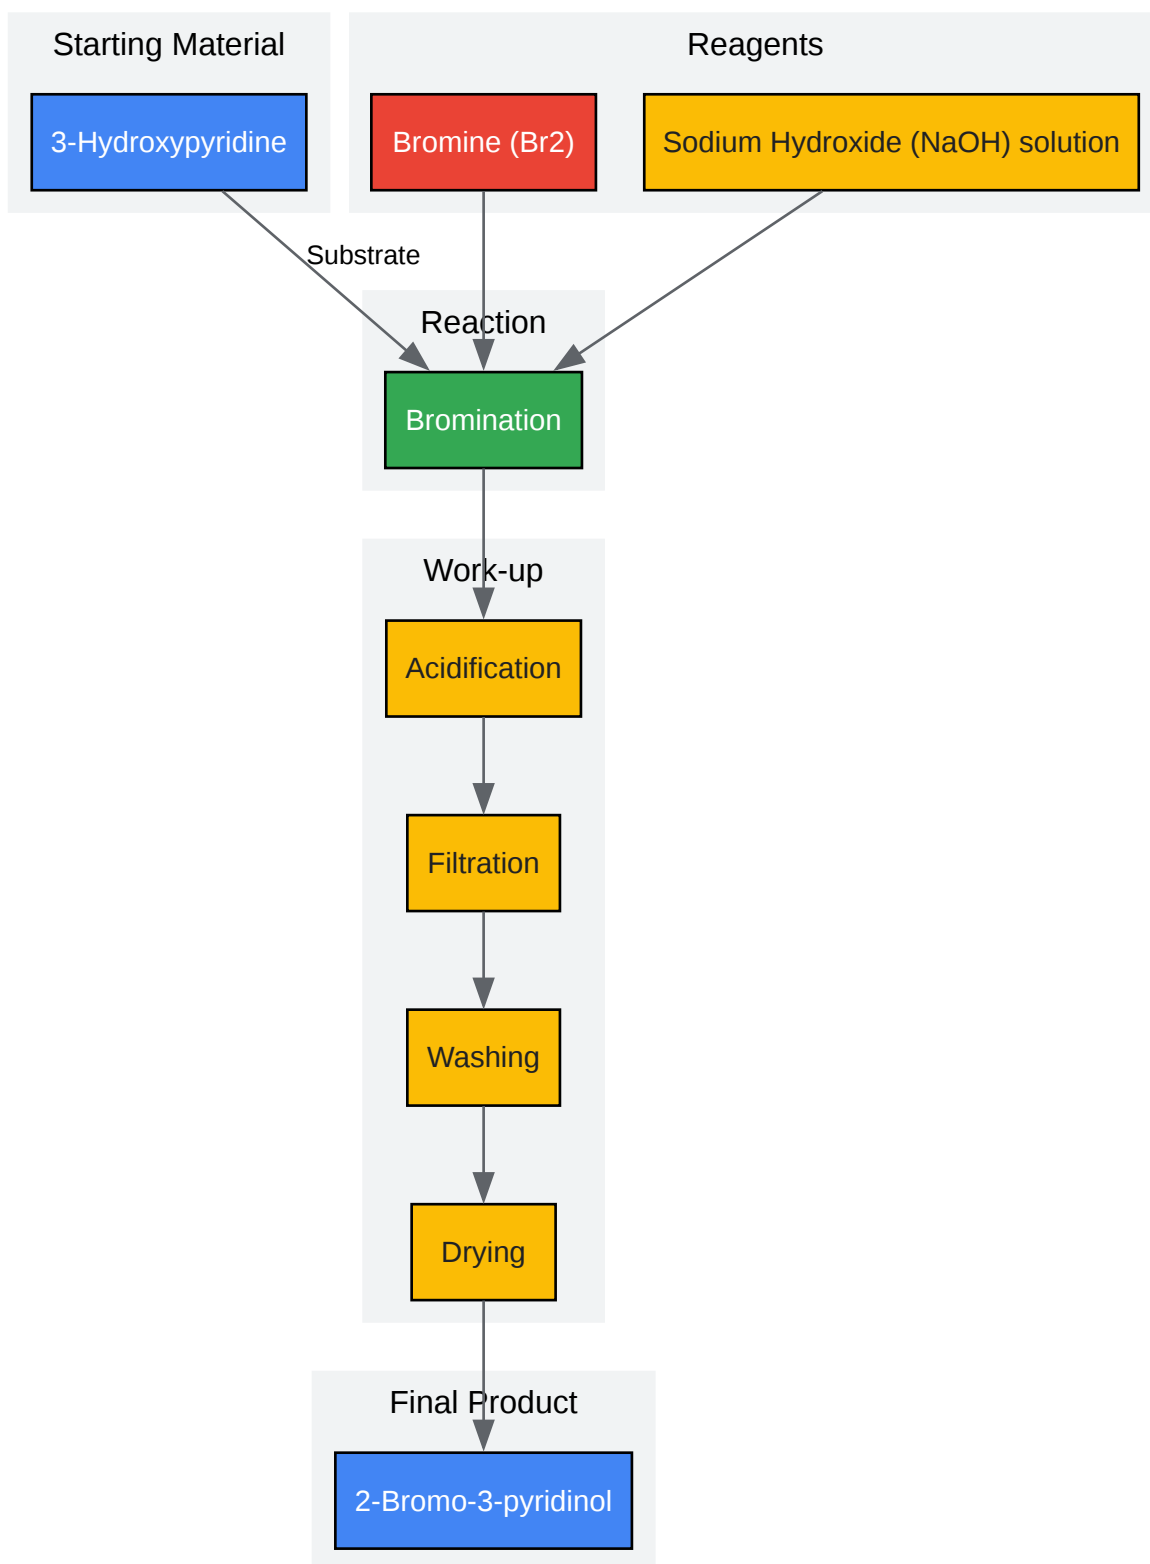 Starting Material
Reagents
3-Hydroxypyridine
Bromine (Br2)
Sodium Hydroxide (NaOH) solution
Substrate
Reaction
Bromination
Work-up
Acidification
Filtration
Washing
Drying
Final Product
2-Bromo-3-pyridinol